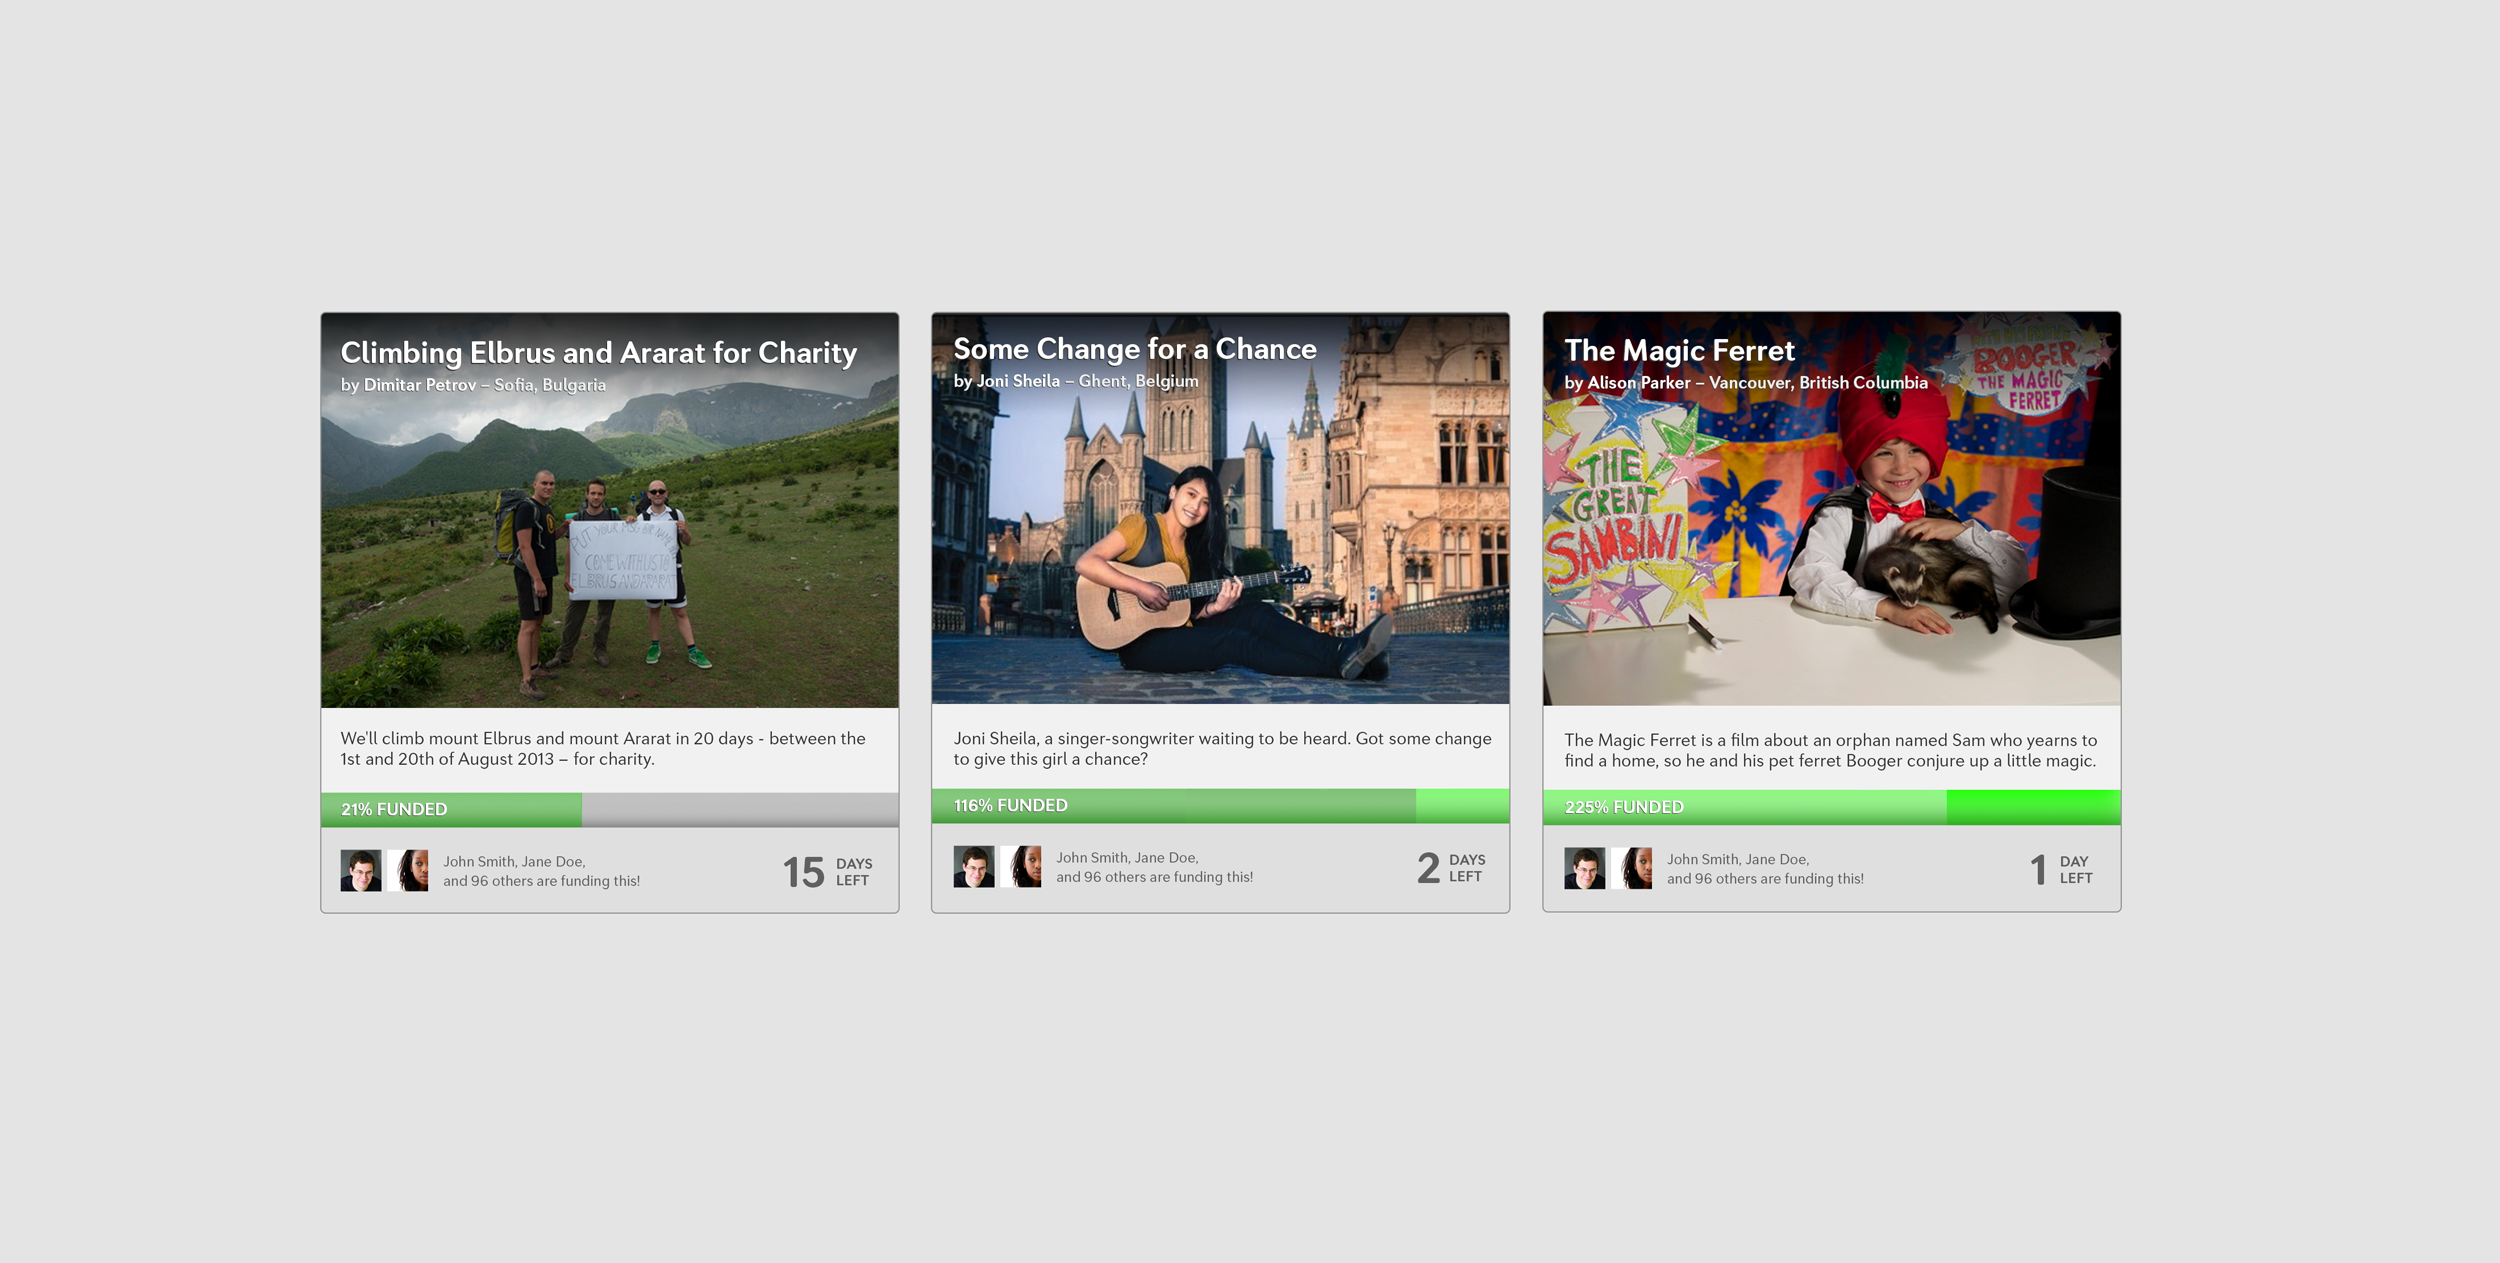 Climbing Elbrus and Ararat for Charity
by Dimitar Petrov – Sofia, Bulgaria
PUT YOUR
COME WITH US TO
ELBRUS AND ARARAT
We'll climb mount Elbrus and mount Ararat in 20 days - between the
1st and 20th of August 2013 – for charity.
21% FUNDED
John Smith, Jane Doe,
and 96 others are funding this!
15 DAYS
LEFT
Some Change for a Chance
by Joni Sheila – Ghent, Belgium
Joni Sheila, a singer-songwriter waiting to be heard. Got some change
to give this girl a chance?
116% FUNDED
John Smith, Jane Doe,
and 96 others are funding this!
2 DAYS
LEFT
The Magic Ferret
by Alison Parker – Vancouver, British Columbia
BOOGER
THE MAGIC
FERRET
THE
GREAT
SAMBINI
The Magic Ferret is a film about an orphan named Sam who yearns to
find a home, so he and his pet ferret Booger conjure up a little magic.
225% FUNDED
John Smith, Jane Doe,
and 96 others are funding this!
1 DAY
LEFT